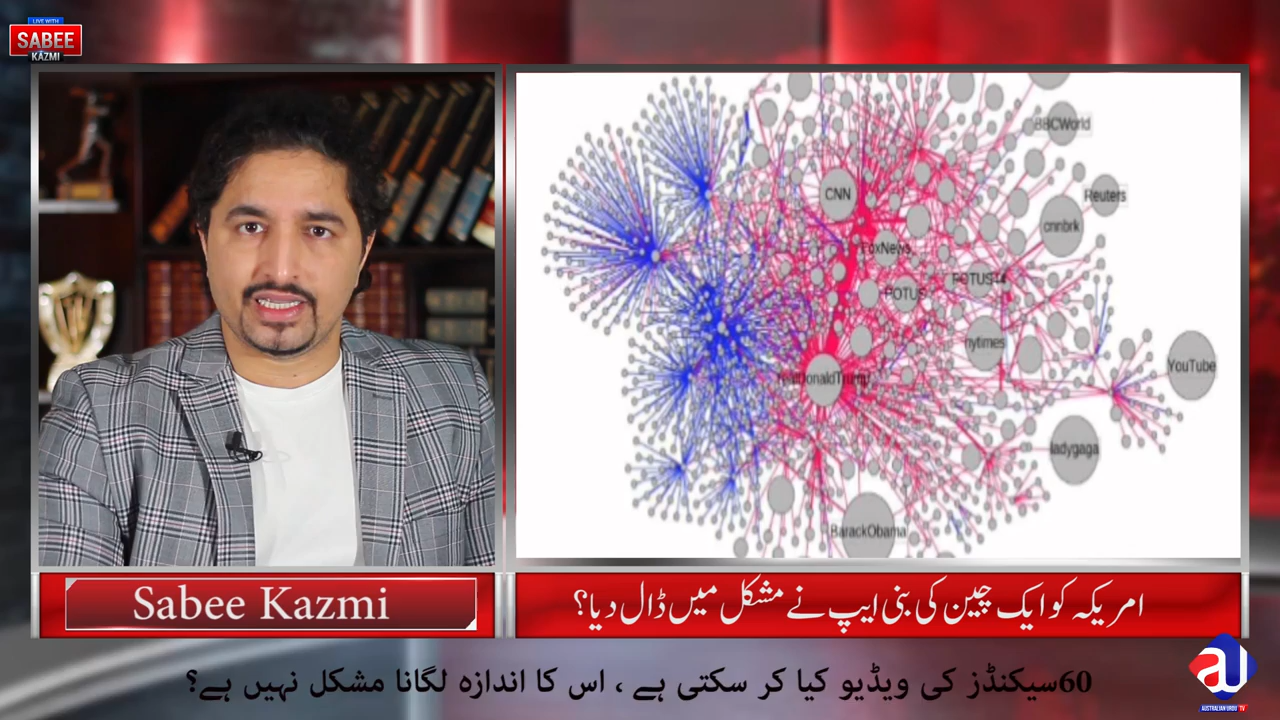 LIVE WITH
SABEE
KAZMI
BBCWorld
CNN
Reuters
cnnbrk
FoxNews
POTUS44
POTUS
nytimes
YouTube
realDonaldTrump
ladygaga
BarackObama
Sabee Kazmi
امریکہ کو ایک چین کی بنی ایپ نے مشکل میں ڈال دیا؟
60سیکنڈز کی ویڈیو کیا کر سکتی ہے ، اس کا اندازہ لگانا مشکل نہیں ہے؟
AUSTRALIAN URDU TV